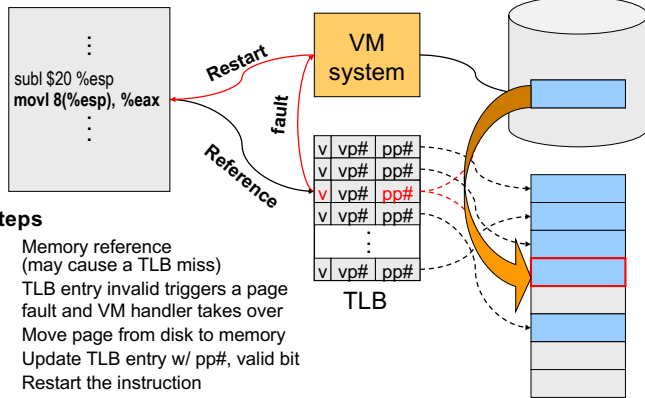 ⋮
subl $20 %esp
movl 8(%esp), %eax
⋮
Restart
Reference
fault
VM
system
v vp# pp#
v vp# pp#
v vp# pp#
v vp# pp#
⋮
v vp# pp#
TLB
teps
Memory reference
(may cause a TLB miss)
TLB entry invalid triggers a page
fault and VM handler takes over
Move page from disk to memory
Update TLB entry w/ pp#, valid bit
Restart the instruction